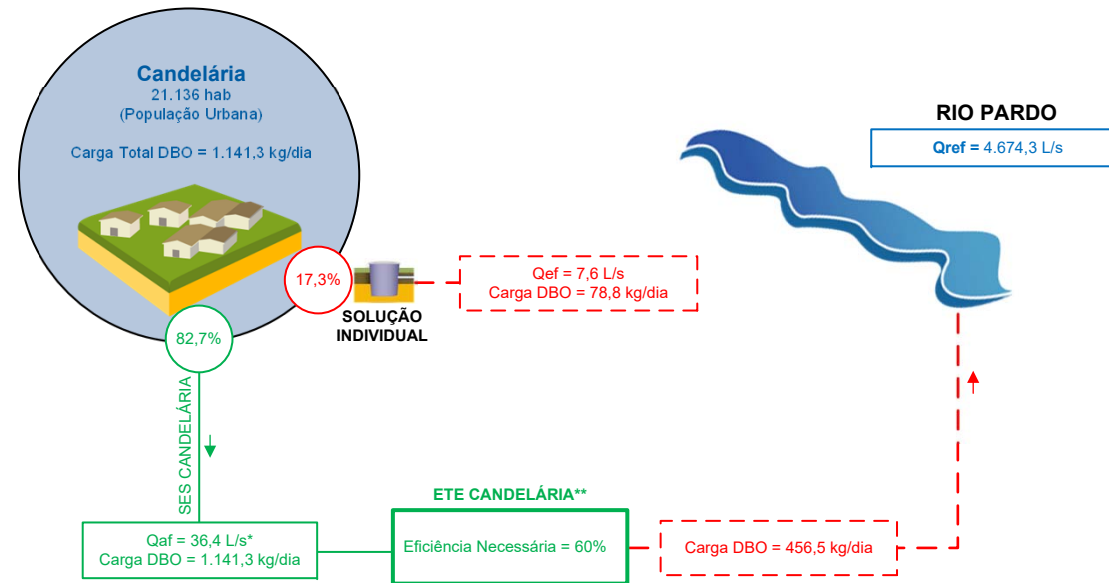 Candelária
21.136 hab
(População Urbana)
Carga Total DBO = 1.141,3 kg/dia
RIO PARDO
Qref = 4.674,3 L/s
17,3%
SOLUÇÃO
INDIVIDUAL
Qef = 7,6 L/s
Carga DBO = 78,8 kg/dia
82,7%
SES CANDELÁRIA
Qaf = 36,4 L/s*
Carga DBO = 1.141,3 kg/dia
ETE CANDELÁRIA**
Eficiência Necessária = 60%
Carga DBO = 456,5 kg/dia